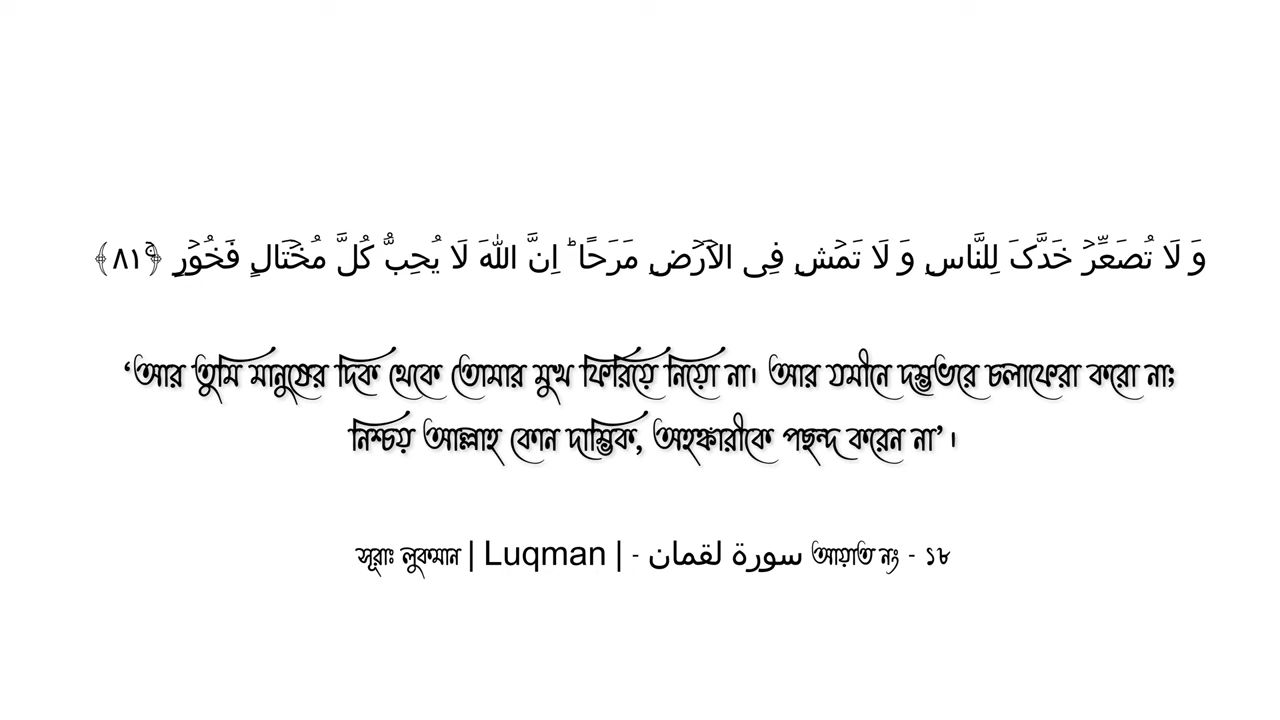 وَ لَا تُصَعِّرۡ خَدَّکَ لِلنَّاسِ وَ لَا تَمۡشِ فِی الۡاَرۡضِ مَرَحًا ؕ اِنَّ اللّٰهَ لَا یُحِبُّ کُلَّ مُخۡتَالٍ فَخُوۡرٍ ﴿ۚ۸۱﴾
‘আর তুমি মানুষের দিক থেকে তোমার মুখ ফিরিয়ে নিয়ো না। আর যমীনে দম্ভভরে চলাফেরা করো না;
নিশ্চয় আল্লাহ কোন দাম্ভিক, অহঙ্কারীকে পছন্দ করেন না’।
সূরাঃ লুকমান | Luqman | - سورة لقمان আয়াত নং - ১৮